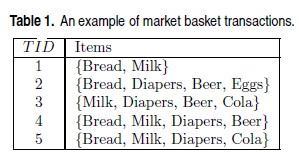 Table 1. An example of market basket transactions.
TID Items
1 {Bread, Milk}
2 {Bread, Diapers, Beer, Eggs}
3 {Milk, Diapers, Beer, Cola}
4 {Bread, Milk, Diapers, Beer}
5 {Bread, Milk, Diapers, Cola}